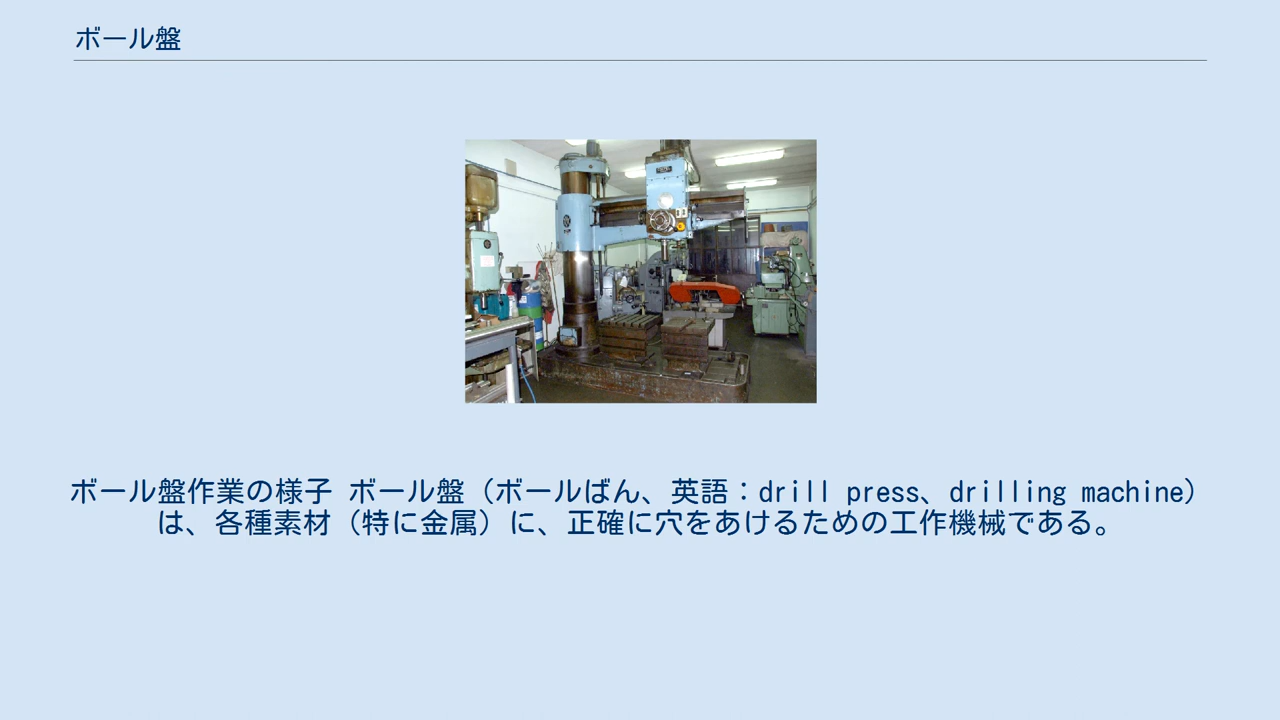 ボール盤
ボール盤作業の様子 ボール盤（ボールばん、英語：drill press、drilling machine）
は、各種素材（特に金属）に、正確に穴をあけるための工作機械である。